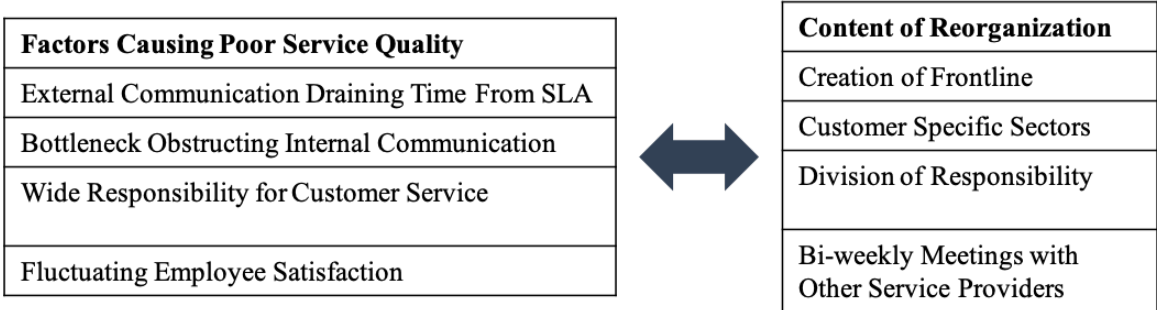 Factors Causing Poor Service Quality
External Communication Draining Time From SLA
Bottleneck Obstructing Internal Communication
Wide Responsibility for Customer Service
Fluctuating Employee Satisfaction
Content of Reorganization
Creation of Frontline
Customer Specific Sectors
Division of Responsibility
Bi-weekly Meetings with
Other Service Providers